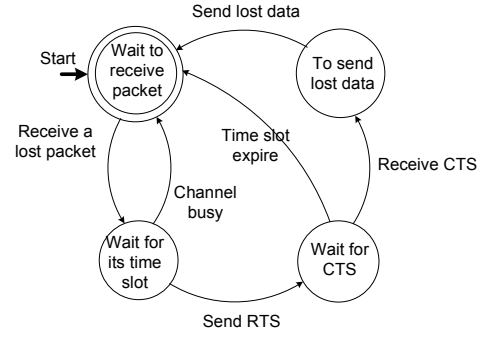 Send lost data
Start
Wait to
receive
packet
To send
lost data
Receive a
lost packet
Time slot
expire
Receive CTS
Channel
busy
Wait for
its time
slot
Wait for
CTS
Send RTS